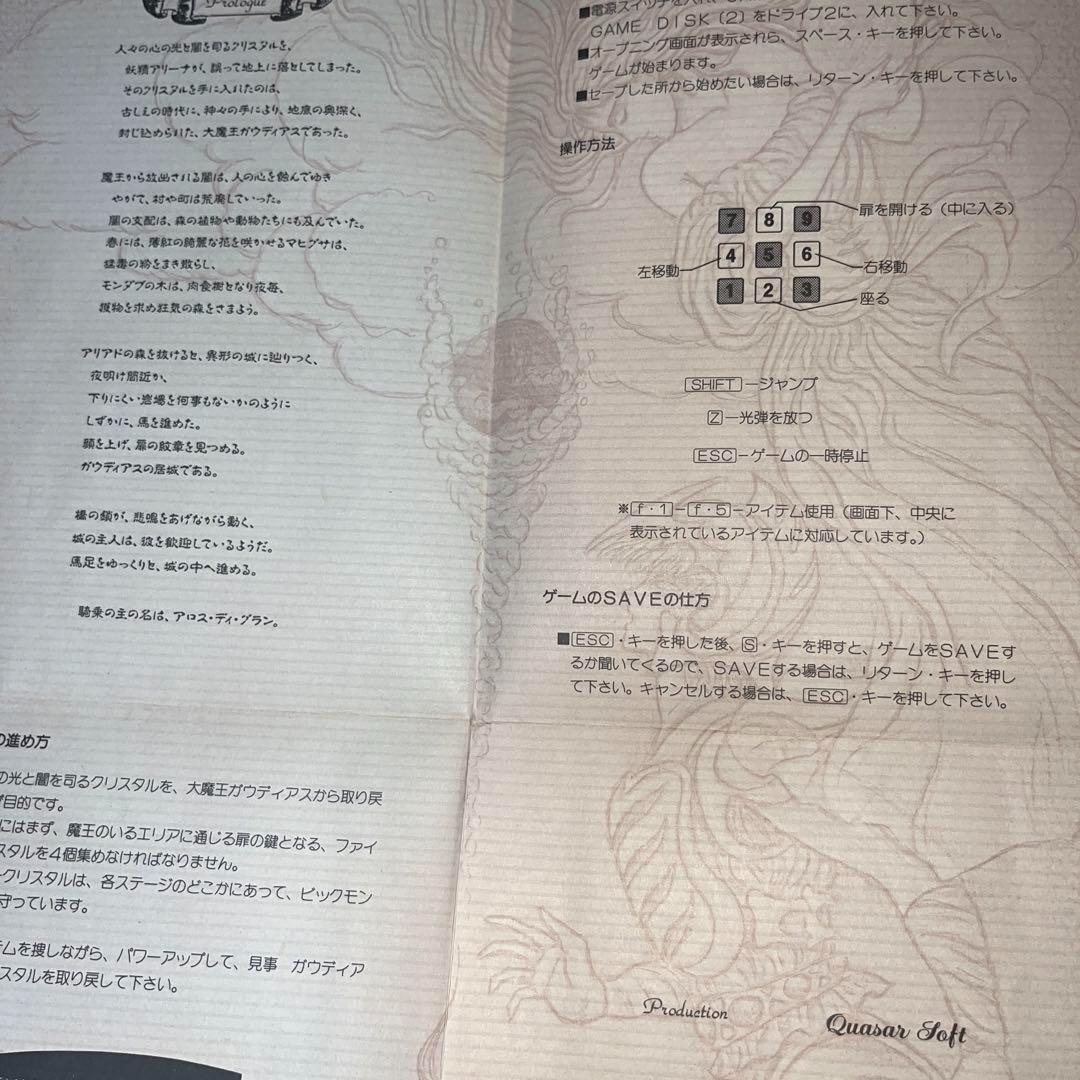 Prologue
人々の心の光と闇を司るクリスタルを、
妖精アリーナが、誤って地上に落としてしまった。
そのクリスタルを手に入れたのは、
古しえの時代に、神々の手により、地底の奥深く、
封じ込められた、大魔王ガウディアスであった。
魔王から放出される闇は、人の心を蝕んでゆき
やがて、村や町は荒廃していった。
闇の支配は、森の植物や動物たちにも及んでいた。
春には、薄紅の綺麗な花を咲かせるマヒグサは、
猛毒の粉をまき散らし、
モンダブの木は、肉食樹となり夜毎、
獲物を求め狂気の森をさまよう。
アリアドの森を抜けると、異形の城に辿りつく、
夜明け間近か、
下りにくい岩場を何事もないかのように
しずかに、馬を進めた。
顔を上げ、扉の紋章を見つめる。
ガウディアスの居城である。
橋の鎖が、悲鳴をあげながら動く、
城の主人は、彼を歓迎しているようだ。
馬足をゆっくりと、城の中へ進める。
騎乗の主の名は、アロス・ディ・グラン。
の進め方
の光と闇を司るクリスタルを、大魔王ガウディアスから取り戻
が目的です。
にはまず、魔王のいるエリアに通じる扉の鍵となる、ファイ
スタルを4個集めなければなりません。
ークリスタルは、各ステージのどこかにあって、ビックモン
守っています。
テムを捜しながら、パワーアップして、見事 ガウディア
スタルを取り戻して下さい。
■電源スイッチを入れ、
GAME DISK(2)をドライブ2に、入れて下さい。
■オープニング画面が表示されら、スペース・キーを押して下さい。
ゲームが始まります。
■セーブした所から始めたい場合は、リターン・キーを押して下さい。
操作方法
7 8 9 扉を開ける(中に入る)
左移動 4 5 6 右移動
1 2 3 座る
SHIFT－ジャンプ
Z－光弾を放つ
ESC－ゲームの一時停止
※f・1－f・5－アイテム使用(画面下、中央に
表示されているアイテムに対応しています。)
ゲームのSAVEの仕方
■ESC・キーを押した後、S・キーを押すと、ゲームをSAVEす
るか聞いてくるので、SAVEする場合は、リターン・キーを押し
て下さい。キャンセルする場合は、ESC・キーを押して下さい。
Production
Quasar Soft